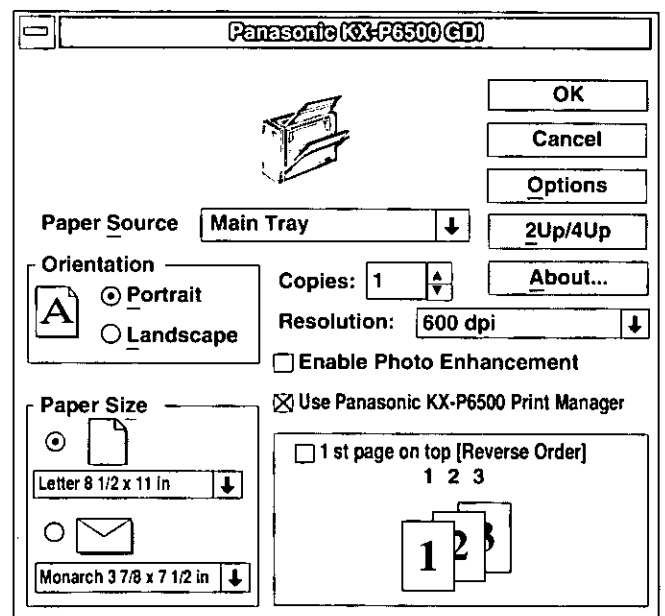 Panasonic KX-P6500 GDI
OK
Cancel
Options
Paper Source Main Tray
2Up/4Up
Orientation
A
Portrait
Landscape
Copies: 1
About...
Resolution: 600 dpi
Enable Photo Enhancement
Use Panasonic KX-P6500 Print Manager
Paper Size
Letter 8 1/2 x 11 in
Monarch 3 7/8 x 7 1/2 in
1 st page on top [Reverse Order]
1 2 3
1 2 3